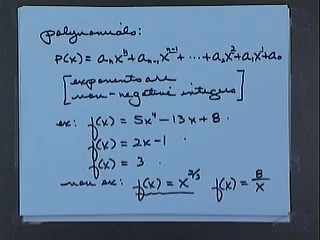 polynomials:
P(x) = aₙxⁿ + aₙ₋₁xⁿ⁻¹ + ··· + a₂x² + a₁x¹ + a₀
[exponents are
non-negative integers]
ex: f(x) = 5x⁴ - 13x + 8 .
f(x) = 2x - 1 .
f(x) = 3 .
non ex: f(x) = x^{2/3} f(x) = 8/x